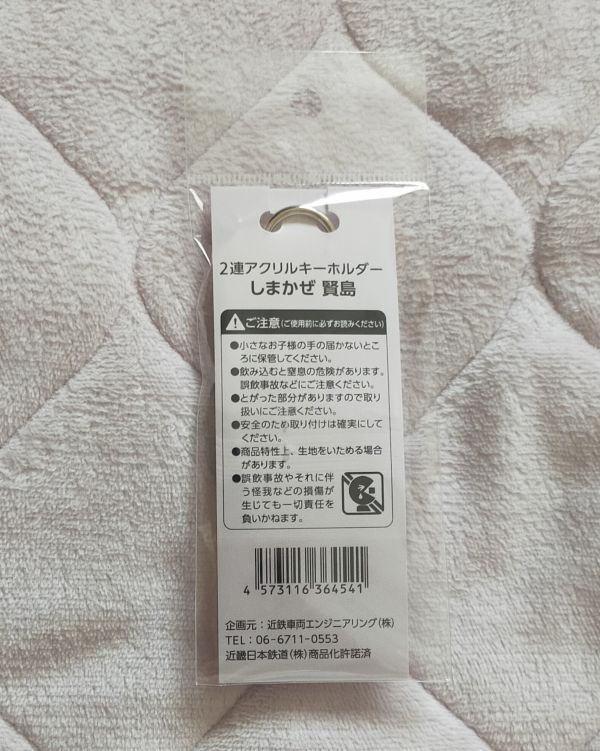 2連アクリルキーホルダー
しまかぜ 賢島
ご注意(ご使用前に必ずお読みください)
●小さなお子様の手の届かないとこ
ろに保管してください。
●飲み込むと窒息の危険があります。
誤飲事故などにご注意ください。
●とがった部分がありますので取り
扱いにご注意ください。
●安全のため取り付けは確実にして
ください。
●商品特性上、生地をいためる場合
があります。
●誤飲事故やそれに伴
う怪我などの損傷が
生じても一切責任を
負いかねます。
4 573116 364541
企画元:近鉄車両エンジニアリング(株)
TEL:06-6711-0553
近畿日本鉄道(株)商品化許諾済